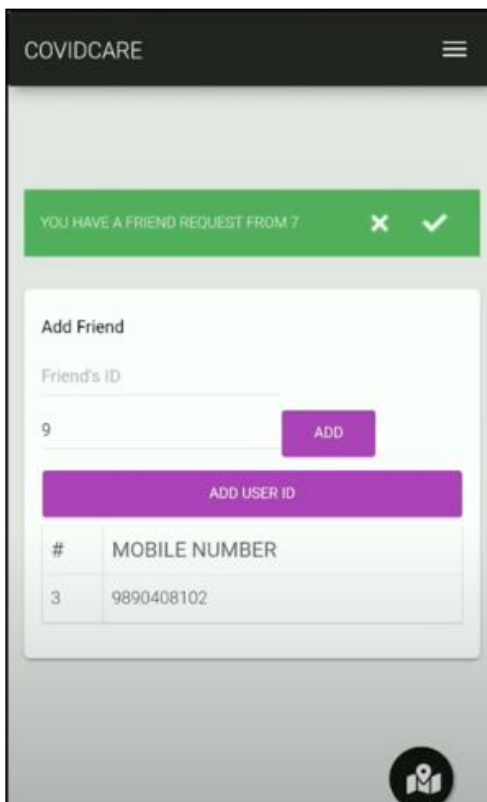 COVIDCARE
YOU HAVE A FRIEND REQUEST FROM 7
Add Friend
Friend's ID
9
ADD
ADD USER ID
# MOBILE NUMBER
3 9890408102